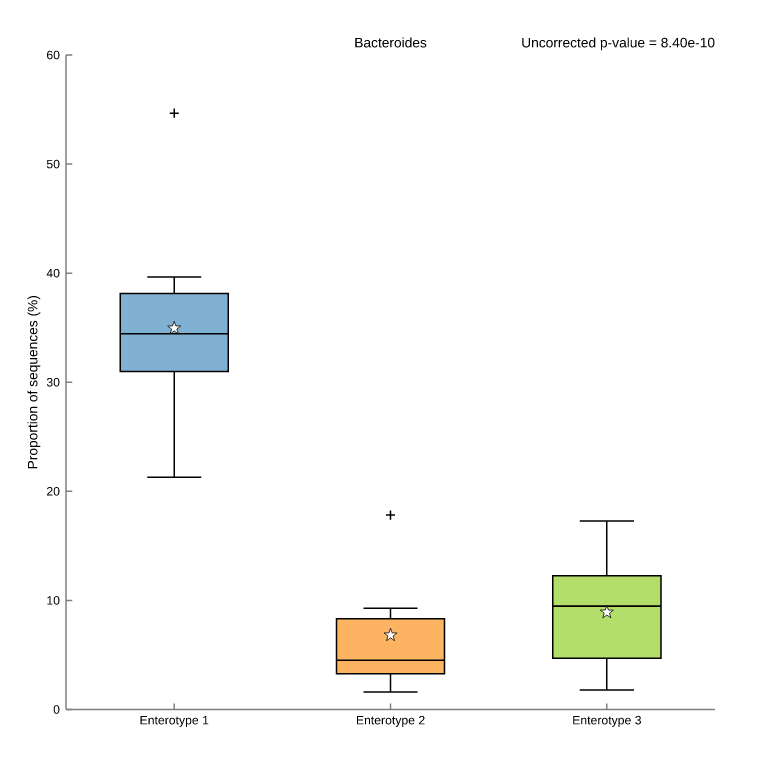 Bacteroides
Uncorrected p-value = 8.40e-10
Proportion of sequences (%)
60
50
40
30
20
10
0
Enterotype 1
Enterotype 2
Enterotype 3